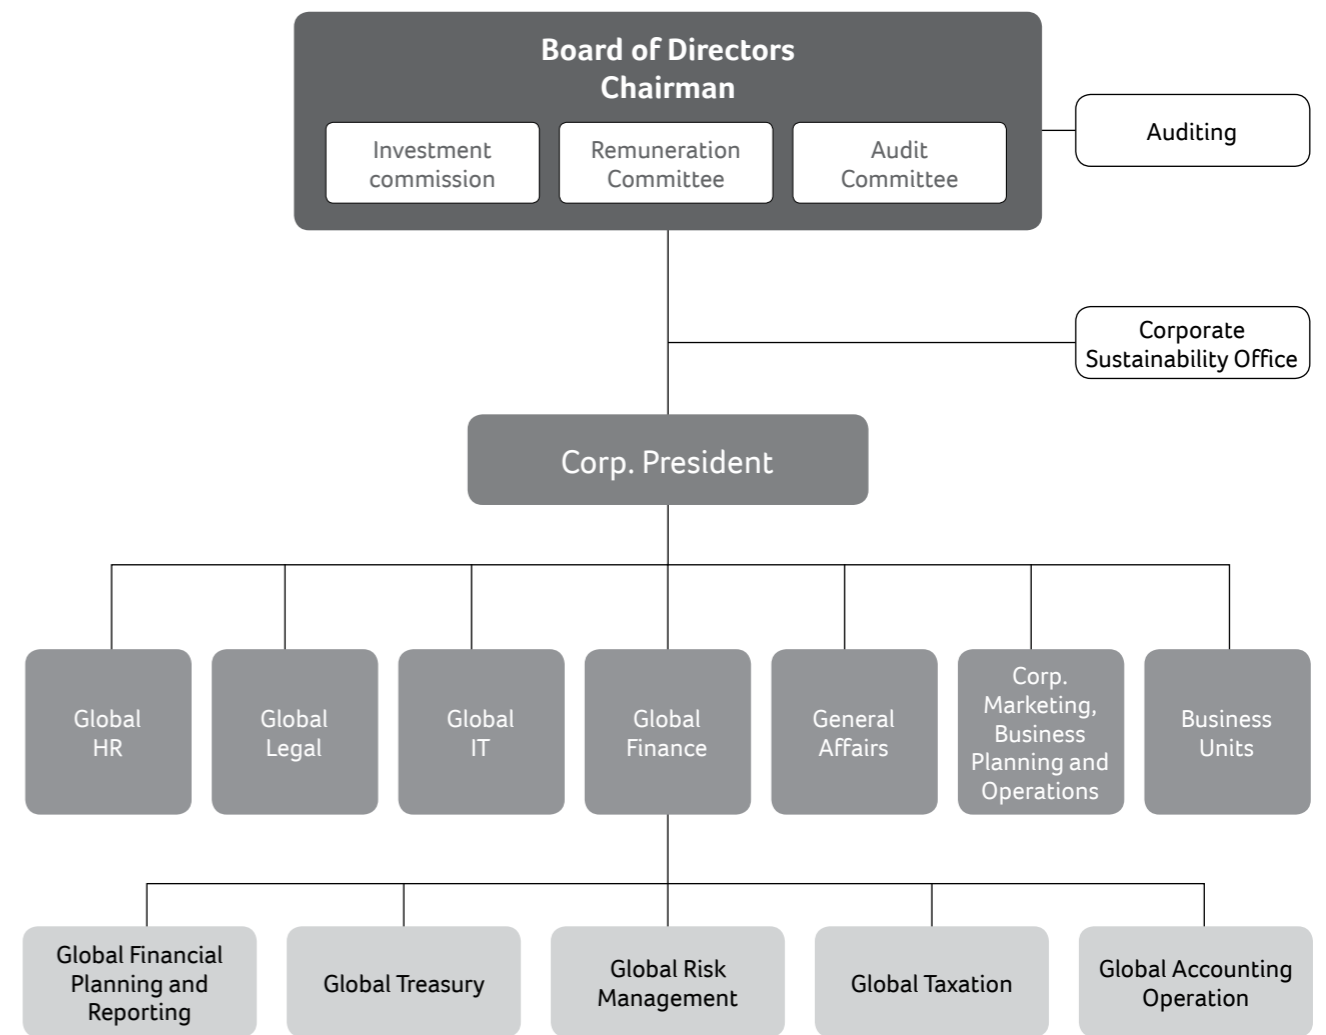 Board of Directors
Chairman
Investment
commission
Remuneration
Committee
Audit
Committee
Auditing
Corporate
Sustainability Office
Corp. President
Global
HR
Global
Legal
Global
IT
Global
Finance
General
Affairs
Corp.
Marketing,
Business
Planning and
Operations
Business
Units
Global Financial
Planning and
Reporting
Global Treasury
Global Risk
Management
Global Taxation
Global Accounting
Operation